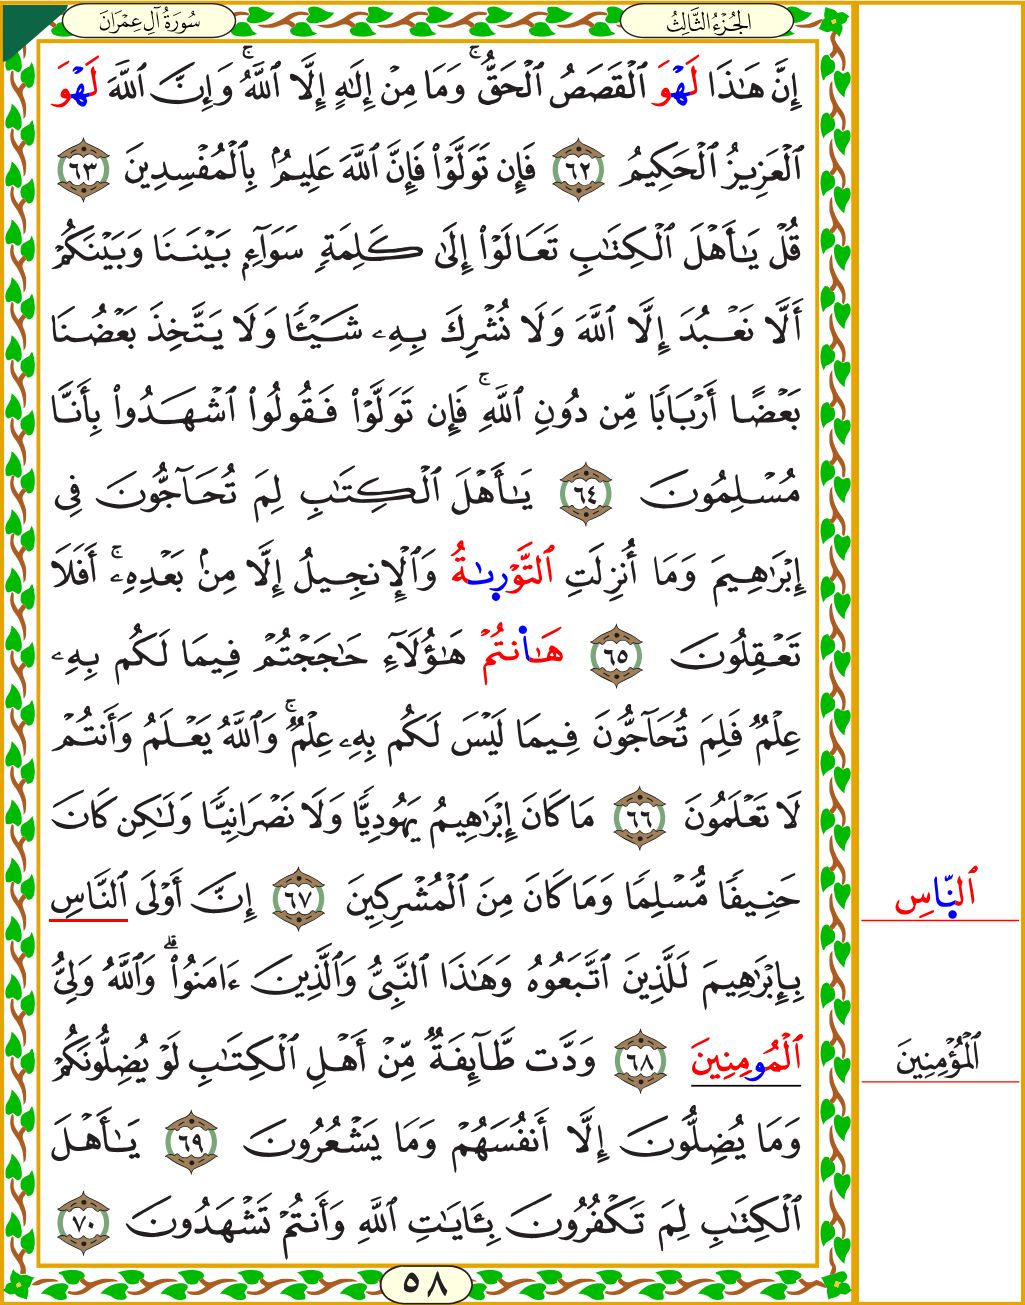 الجُزْءُ الثَّالِثُ
سُورَةُ آلِ عِمْرَانَ
إِنَّ هَٰذَا لَهْوَ ٱلْقَصَصُ ٱلْحَقُّ ۚ وَمَا مِنْ إِلَٰهٍ إِلَّا ٱللَّهُ ۚ وَإِنَّ ٱللَّهَ لَهْوَ
ٱلْعَزِيزُ ٱلْحَكِيمُ ٦٢ فَإِن تَوَلَّوْا۟ فَإِنَّ ٱللَّهَ عَلِيمٌۢ بِٱلْمُفْسِدِينَ ٦٣
قُلْ يَٰٓأَهْلَ ٱلْكِتَٰبِ تَعَالَوْا۟ إِلَىٰ كَلِمَةٍ سَوَآءٍۭ بَيْنَنَا وَبَيْنَكُمْ
أَلَّا نَعْبُدَ إِلَّا ٱللَّهَ وَلَا نُشْرِكَ بِهِۦ شَيْـًٔا وَلَا يَتَّخِذَ بَعْضُنَا
بَعْضًا أَرْبَابًا مِّن دُونِ ٱللَّهِ ۚ فَإِن تَوَلَّوْا۟ فَقُولُوا۟ ٱشْهَدُوا۟ بِأَنَّا
مُسْلِمُونَ ٦٤ يَٰٓأَهْلَ ٱلْكِتَٰبِ لِمَ تُحَآجُّونَ فِىٓ
إِبْرَٰهِيمَ وَمَآ أُنزِلَتِ ٱلتَّوْرىٰةُ وَٱلْإِنجِيلُ إِلَّا مِنۢ بَعْدِهِۦٓ ۚ أَفَلَا
تَعْقِلُونَ ٦٥ هَٰاَنتُمْ هَٰٓؤُلَآءِ حَٰجَجْتُمْ فِيمَا لَكُم بِهِۦ
عِلْمٌ فَلِمَ تُحَآجُّونَ فِيمَا لَيْسَ لَكُم بِهِۦ عِلْمٌ ۚ وَٱللَّهُ يَعْلَمُ وَأَنتُمْ
لَا تَعْلَمُونَ ٦٦ مَا كَانَ إِبْرَٰهِيمُ يَهُودِيًّا وَلَا نَصْرَانِيًّا وَلَٰكِن كَانَ
حَنِيفًا مُّسْلِمًا وَمَا كَانَ مِنَ ٱلْمُشْرِكِينَ ٦٧ إِنَّ أَوْلَى ٱلنَّاسِ
ٱلنَّاسِ
بِإِبْرَٰهِيمَ لَلَّذِينَ ٱتَّبَعُوهُ وَهَٰذَا ٱلنَّبِىُّ وَٱلَّذِينَ ءَامَنُوا۟ ۗ وَٱللَّهُ وَلِىُّ
ٱلْمُومِنِينَ ٦٨ وَدَّت طَّآئِفَةٌ مِّنْ أَهْلِ ٱلْكِتَٰبِ لَوْ يُضِلُّونَكُمْ
ٱلْمُؤْمِنِينَ
وَمَا يُضِلُّونَ إِلَّآ أَنفُسَهُمْ وَمَا يَشْعُرُونَ ٦٩ يَٰٓأَهْلَ
ٱلْكِتَٰبِ لِمَ تَكْفُرُونَ بِـَٔايَٰتِ ٱللَّهِ وَأَنتُمْ تَشْهَدُونَ ٧٠
٥٨